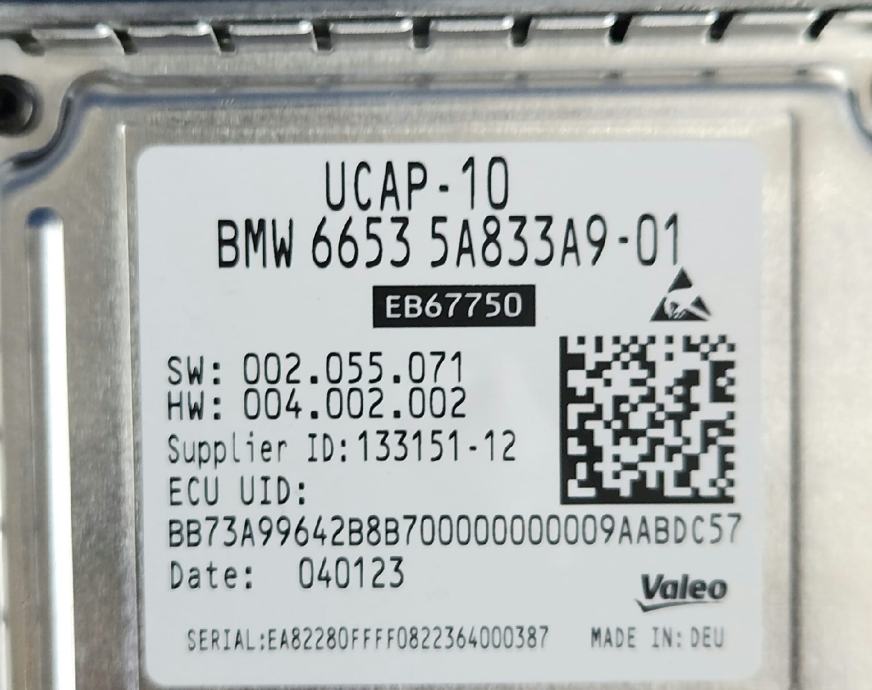 UCAP-10
BMW 6653 5A833A9-01
EB67750
SW: 002.055.071
HW: 004.002.002
Supplier ID:133151-12
ECU UID:
BB73A99642B8B700000000009AABDC57
Date: 040123
Valeo
SERIAL:EA82280FFFF0822364000387 MADE IN: DEU